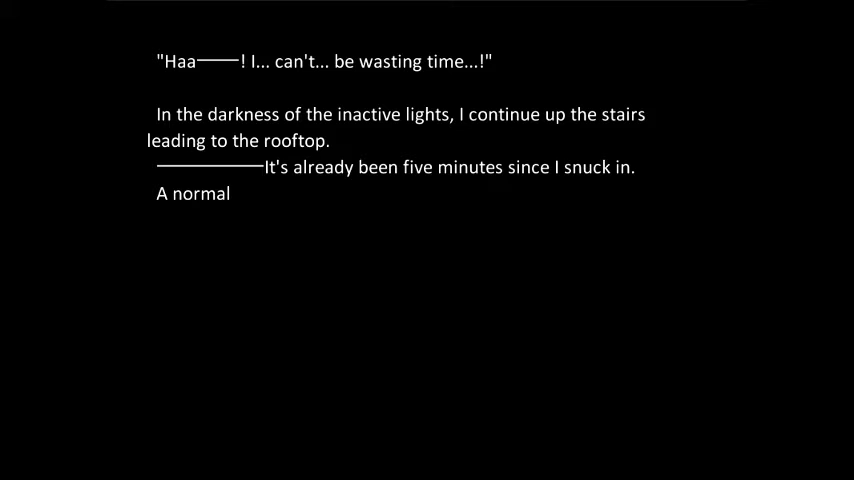 "Haa――! I... can't... be wasting time...!"
In the darkness of the inactive lights, I continue up the stairs
leading to the rooftop.
―――――It's already been five minutes since I snuck in.
A normal